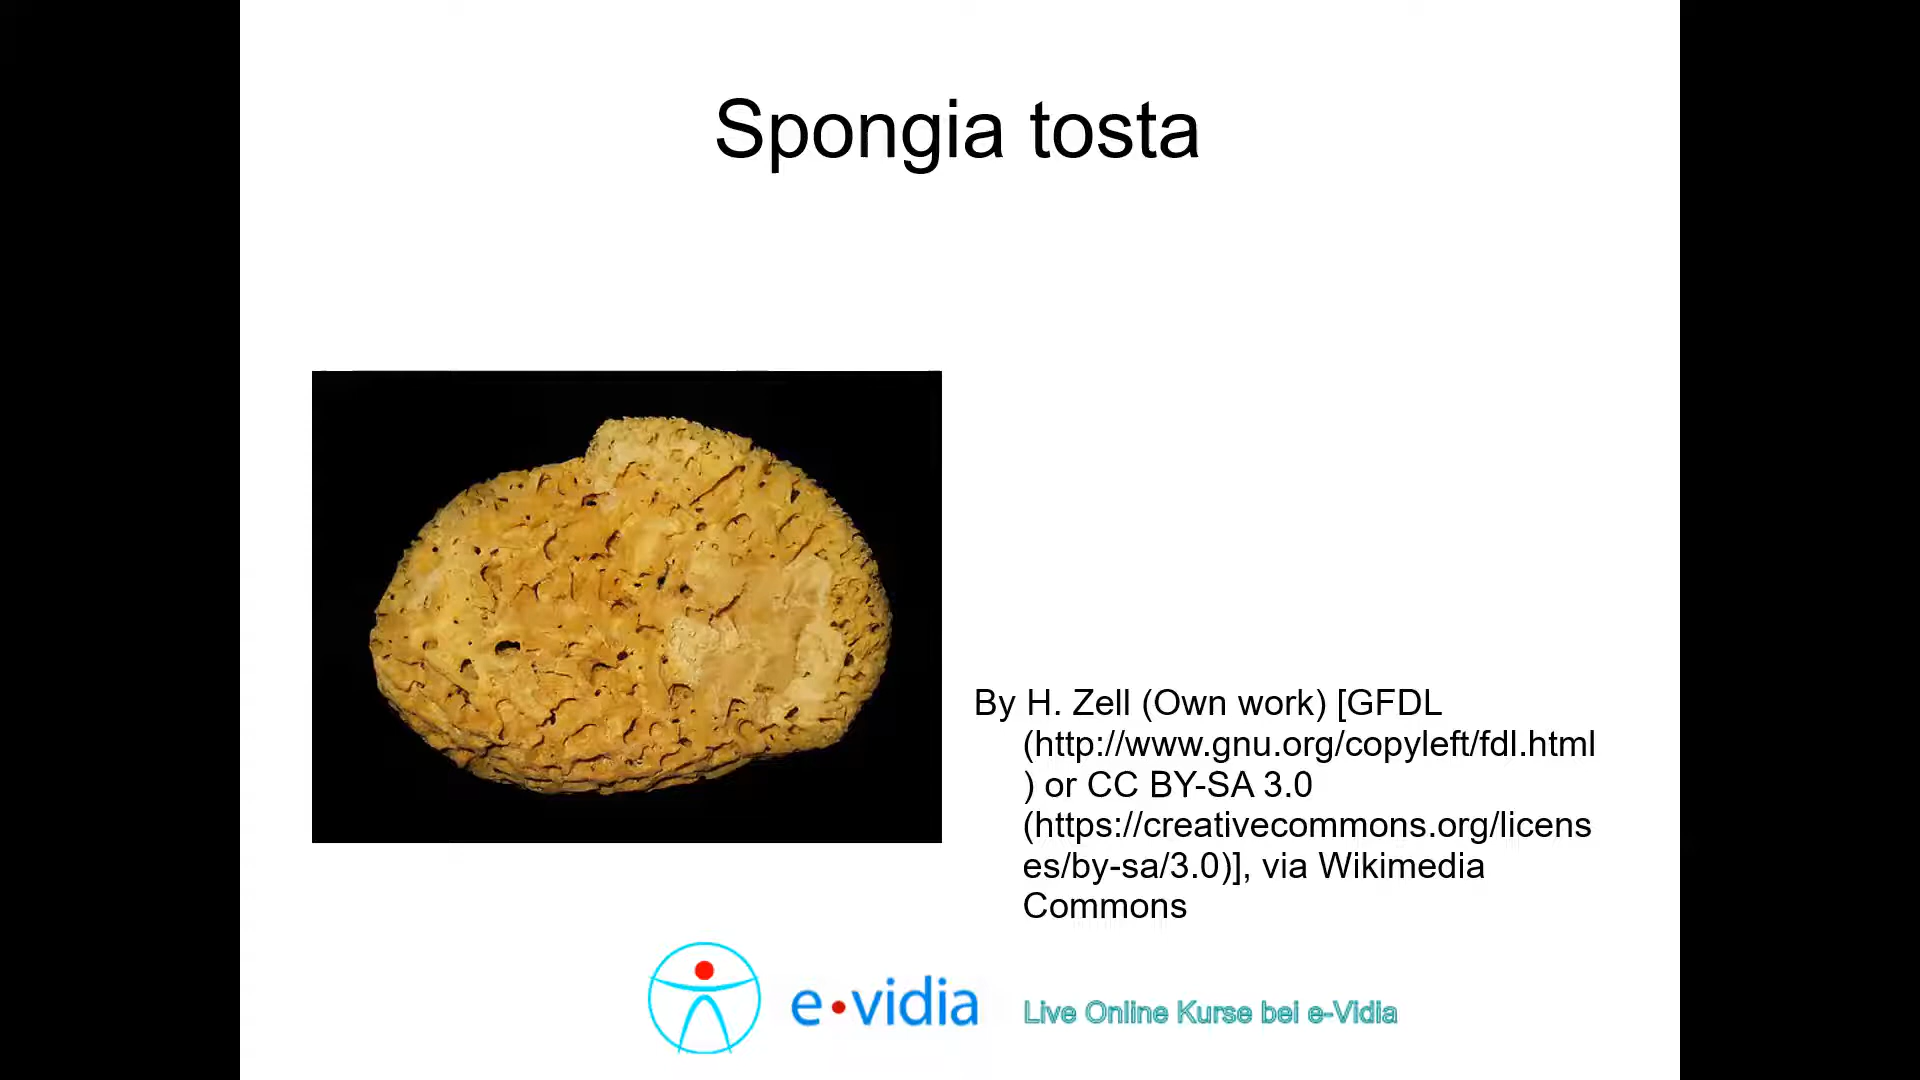 Spongia tosta
By H. Zell (Own work) [GFDL
(http://www.gnu.org/copyleft/fdl.html
) or CC BY-SA 3.0
(https://creativecommons.org/licens
es/by-sa/3.0)], via Wikimedia
Commons
e•vidia
Live Online Kurse bei e-Vidia